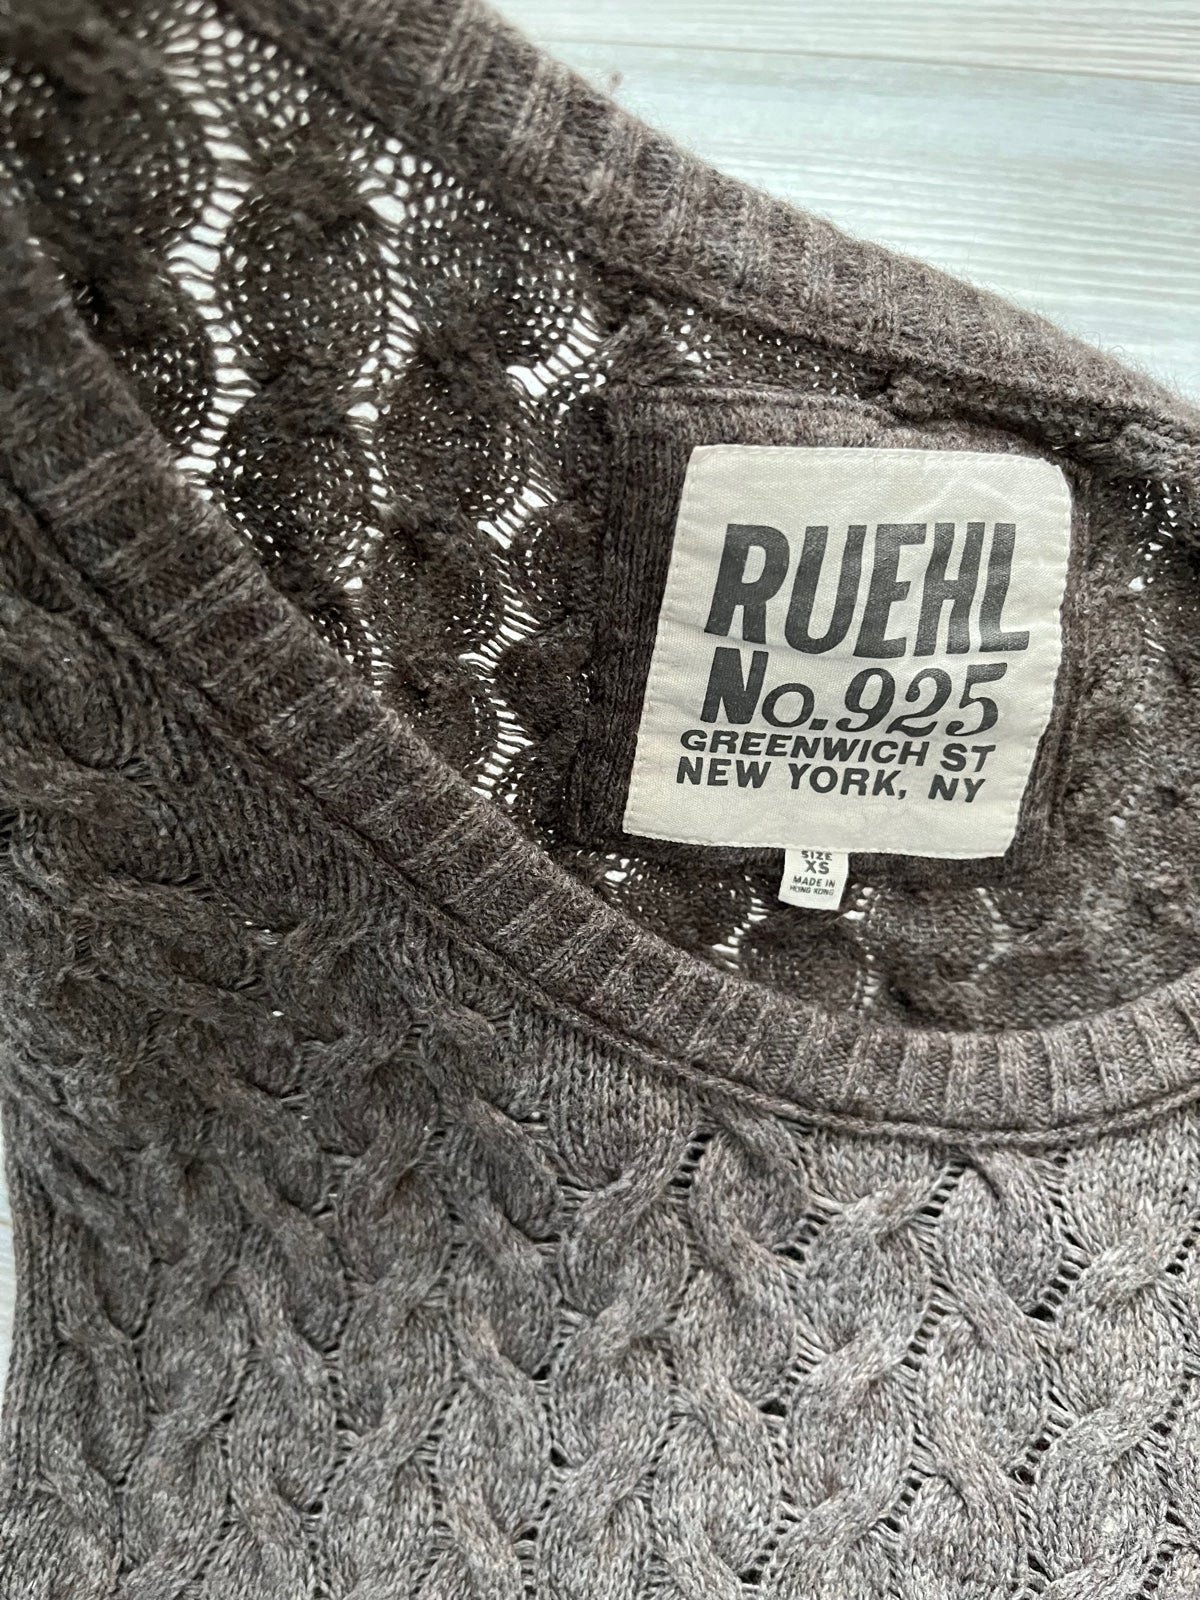 RUEHL
No.925
GREENWICH ST
NEW YORK, NY
SIZE
XS
MADE IN
HONG KONG